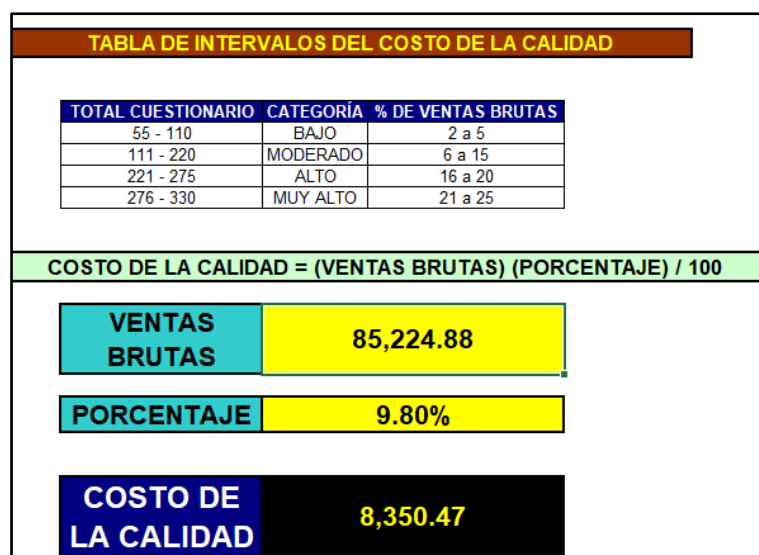 TABLA DE INTERVALOS DEL COSTO DE LA CALIDAD
TOTAL CUESTIONARIO CATEGORÍA % DE VENTAS BRUTAS
55 - 110 BAJO 2 a 5
111 - 220 MODERADO 6 a 15
221 - 275 ALTO 16 a 20
276 - 330 MUY ALTO 21 a 25
COSTO DE LA CALIDAD = (VENTAS BRUTAS) (PORCENTAJE) / 100
VENTAS
BRUTAS
85,224.88
PORCENTAJE 9.80%
COSTO DE
LA CALIDAD
8,350.47